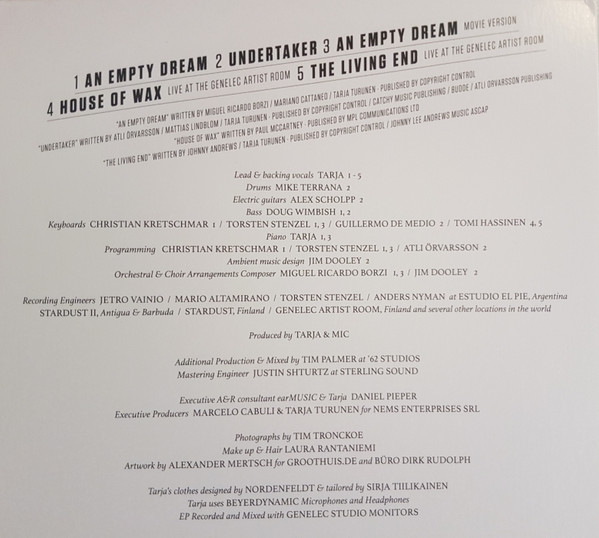 1 AN EMPTY DREAM 2 UNDERTAKER 3 AN EMPTY DREAM MOVIE VERSION
4 HOUSE OF WAX LIVE AT THE GENELEC ARTIST ROOM 5 THE LIVING END LIVE AT THE GENELEC ARTIST ROOM
"AN EMPTY DREAM" WRITTEN BY MIGUEL RICARDO BORZI / MARIANO CATTANEO / TARJA TURUNEN · PUBLISHED BY COPYRIGHT CONTROL
"UNDERTAKER" WRITTEN BY ATLI ÖRVARSSON / MATTIAS LINDBLOM / TARJA TURUNEN · PUBLISHED BY COPYRIGHT CONTROL / CATCHY MUSIC PUBLISHING / BUDDE / ATLI ORVARSSON PUBLISHING
"HOUSE OF WAX" WRITTEN BY PAUL MCCARTNEY · PUBLISHED BY MPL COMMUNICATIONS LTD
"THE LIVING END" WRITTEN BY JOHNNY ANDREWS / TARJA TURUNEN · PUBLISHED BY COPYRIGHT CONTROL / JOHNNY LEE ANDREWS MUSIC ASCAP
Lead & backing vocals TARJA 1 - 5
Drums MIKE TERRANA 2
Electric guitars ALEX SCHOLPP 2
Bass DOUG WIMBISH 1, 2
Keyboards CHRISTIAN KRETSCHMAR 1 / TORSTEN STENZEL 1, 3 / GUILLERMO DE MEDIO 2 / TOMI HASSINEN 4, 5
Piano TARJA 1, 3
Programming CHRISTIAN KRETSCHMAR 1 / TORSTEN STENZEL 1, 3 / ATLI ÖRVARSSON 2
Ambient music design JIM DOOLEY 2
Orchestral & Choir Arrangements Composer MIGUEL RICARDO BORZI 1, 3 / JIM DOOLEY 2
Recording Engineers JETRO VAINIO / MARIO ALTAMIRANO / TORSTEN STENZEL / ANDERS NYMAN at ESTUDIO EL PIE, Argentina
STARDUST II, Antigua & Barbuda / STARDUST, Finland / GENELEC ARTIST ROOM, Finland and several other locations in the world
Produced by TARJA & MIC
Additional Production & Mixed by TIM PALMER at '62 STUDIOS
Mastering Engineer JUSTIN SHTURTZ at STERLING SOUND
Executive A&R consultant earMUSIC & Tarja DANIEL PIEPER
Executive Producers MARCELO CABULI & TARJA TURUNEN for NEMS ENTERPRISES SRL
Photographs by TIM TRONCKOE
Make up & Hair LAURA RANTANIEMI
Artwork by ALEXANDER MERTSCH for GROOTHUIS.DE and BÜRO DIRK RUDOLPH
Tarja's clothes designed by NORDENFELDT & tailored by SIRJA TIILIKAINEN
Tarja uses BEYERDYNAMIC Microphones and Headphones
EP Recorded and Mixed with GENELEC STUDIO MONITORS